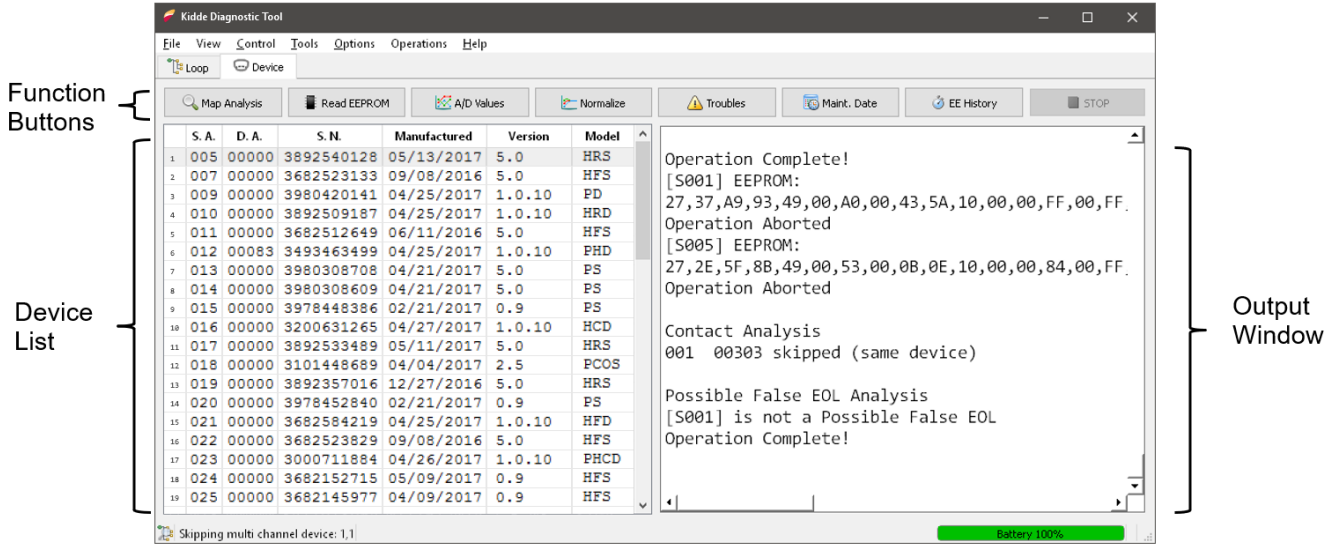 Kidde Diagnostic Tool
File View Control Tools Options Operations Help
Loop Device
Function Buttons
Map Analysis Read EEPROM A/D Values Normalize Troubles Maint. Date EE History STOP
Device List
S. A. D. A. S. N. Manufactured Version Model
1 005 00000 3892540128 05/13/2017 5.0 HRS
2 007 00000 3682523133 09/08/2016 5.0 HFS
3 009 00000 3980420141 04/25/2017 1.0.10 PD
4 010 00000 3892509187 04/25/2017 1.0.10 HRD
5 011 00000 3682512649 06/11/2016 5.0 HFS
6 012 00083 3493463499 04/25/2017 1.0.10 PHD
7 013 00000 3980308708 04/21/2017 5.0 PS
8 014 00000 3980308609 04/21/2017 5.0 PS
9 015 00000 3978448386 02/21/2017 0.9 PS
10 016 00000 3200631265 04/27/2017 1.0.10 HCD
11 017 00000 3892533489 05/11/2017 5.0 HRS
12 018 00000 3101448689 04/04/2017 2.5 PCOS
13 019 00000 3892357016 12/27/2016 5.0 HRS
14 020 00000 3978452840 02/21/2017 0.9 PS
15 021 00000 3682584219 04/25/2017 1.0.10 HFD
16 022 00000 3682523829 09/08/2016 5.0 HFS
17 023 00000 3000711884 04/26/2017 1.0.10 PHCD
18 024 00000 3682152715 05/09/2017 0.9 HFS
19 025 00000 3682145977 04/09/2017 0.9 HFS
Operation Complete!
[S001] EEPROM:
27,37,A9,93,49,00,A0,00,43,5A,10,00,00,FF,00,FF,
Operation Aborted
[S005] EEPROM:
27,2E,5F,8B,49,00,53,00,0B,0E,10,00,00,84,00,FF,
Operation Aborted
Contact Analysis
001 00303 skipped (same device)
Possible False EOL Analysis
[S001] is not a Possible False EOL
Operation Complete!
Output
Window
Skipping multi channel device: 1,1
Battery 100%